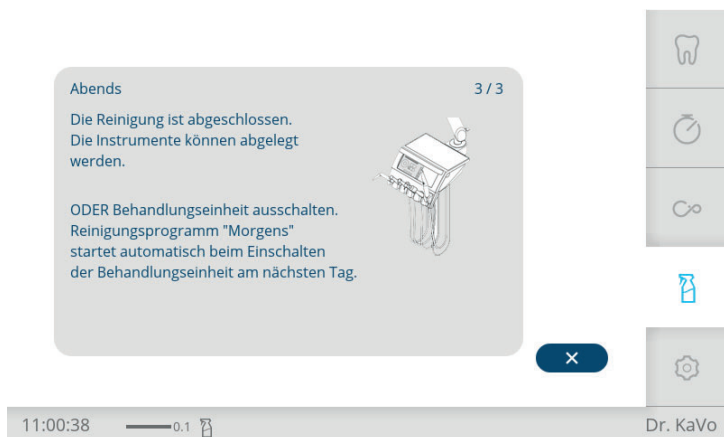 Abends 3 / 3
Die Reinigung ist abgeschlossen.
Die Instrumente können abgelegt
werden.
ODER Behandlungseinheit ausschalten.
Reinigungsprogramm "Morgens"
startet automatisch beim Einschalten
der Behandlungseinheit am nächsten Tag.
11:00:38 0.1 Dr. KaVo